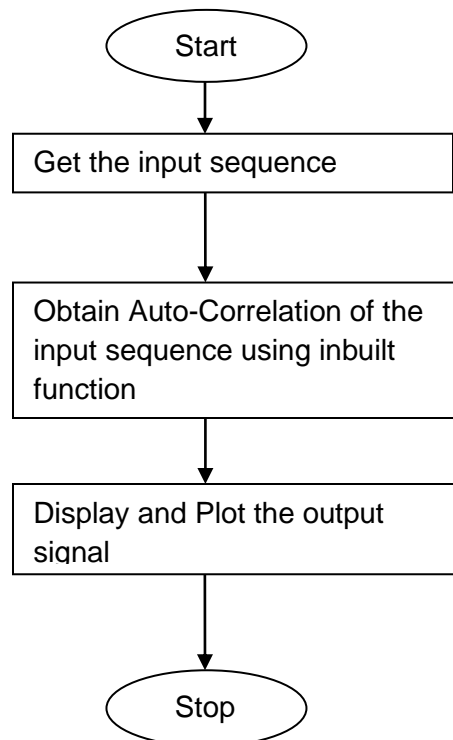 Start
Get the input sequence
Obtain Auto-Correlation of the
input sequence using inbuilt
function
Display and Plot the output
signal
Stop